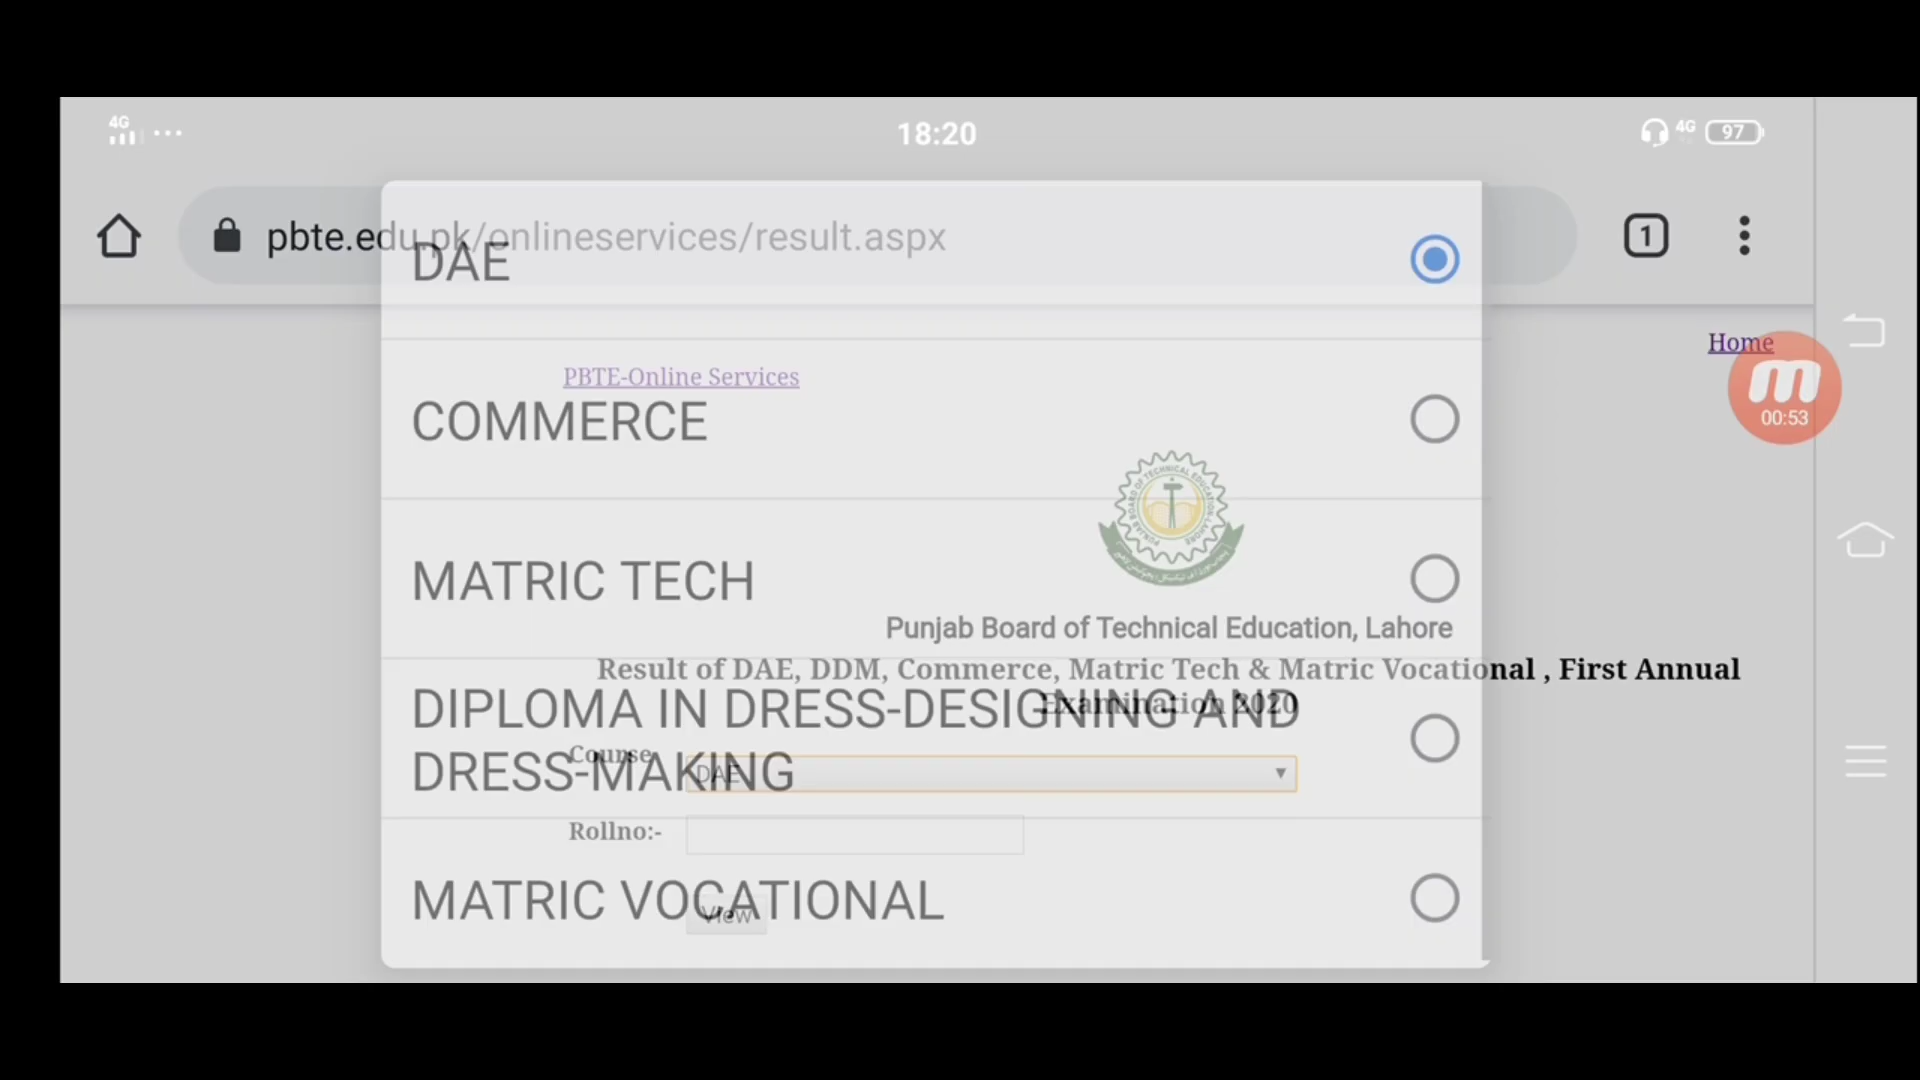 4G
18:20
4G
97
pbte.edu.pk/onlineservices/result.aspx
1
DAE
Home
PBTE-Online Services
00:53
COMMERCE
MATRIC TECH
Punjab Board of Technical Education, Lahore
Result of DAE, DDM, Commerce, Matric Tech & Matric Vocational , First Annual
Examination 2020
DIPLOMA IN DRESS-DESIGNING AND
DRESS-MAKING
Course
DAE
Rollno:-
MATRIC VOCATIONAL
View